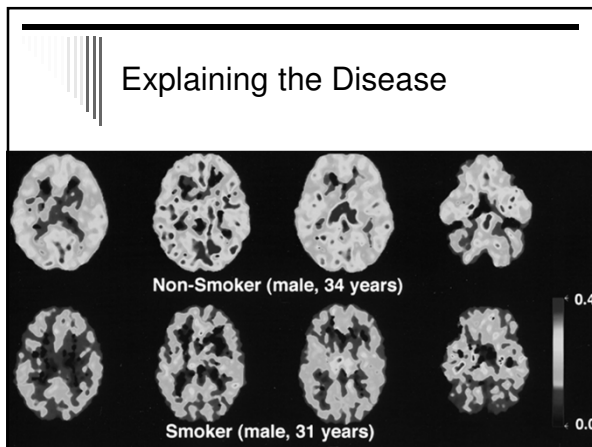 Explaining the Disease
Non-Smoker (male, 34 years)
0.4
Smoker (male, 31 years)
0.0